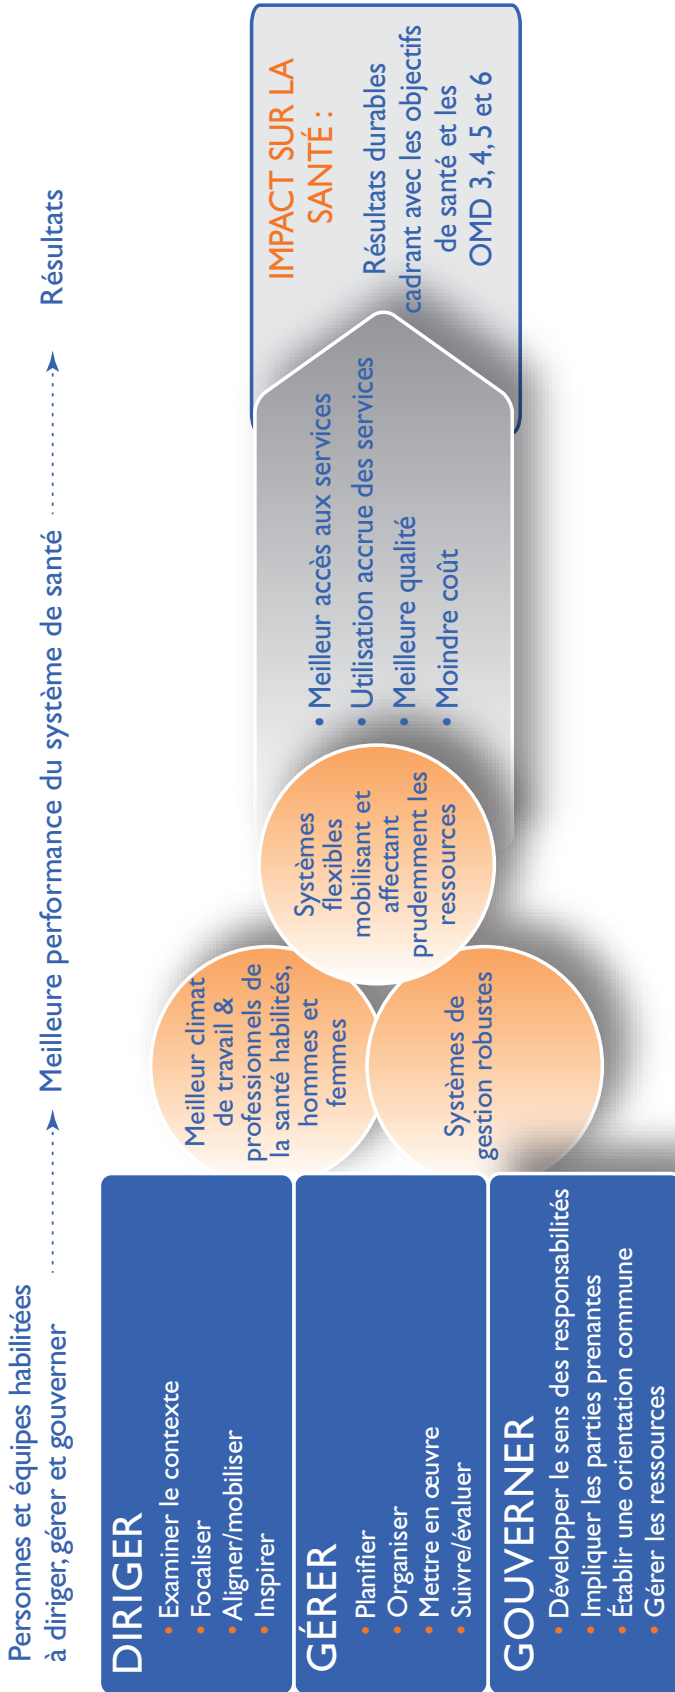 Personnes et équipes habilitées
à diriger, gérer et gouverner
Meilleure performance du système de santé
Résultats
DIRIGER
• Examiner le contexte
• Focaliser
• Aligner/mobiliser
• Inspirer
GÉRER
• Planifier
• Organiser
• Mettre en œuvre
• Suivre/évaluer
GOUVERNER
• Développer le sens des responsabilités
• Impliquer les parties prenantes
• Établir une orientation commune
• Gérer les ressources
Meilleur climat
de travail &
professionnels de
la santé habilités,
hommes et
femmes
Systèmes de
gestion robustes
Systèmes
flexibles
mobilisant et
affectant
prudemment les
ressources
• Meilleur accès aux services
• Utilisation accrue des services
• Meilleure qualité
• Moindre coût
IMPACT SUR LA
SANTÉ :
Résultats durables
cadrant avec les objectifs
de santé et les
OMD 3, 4, 5 et 6